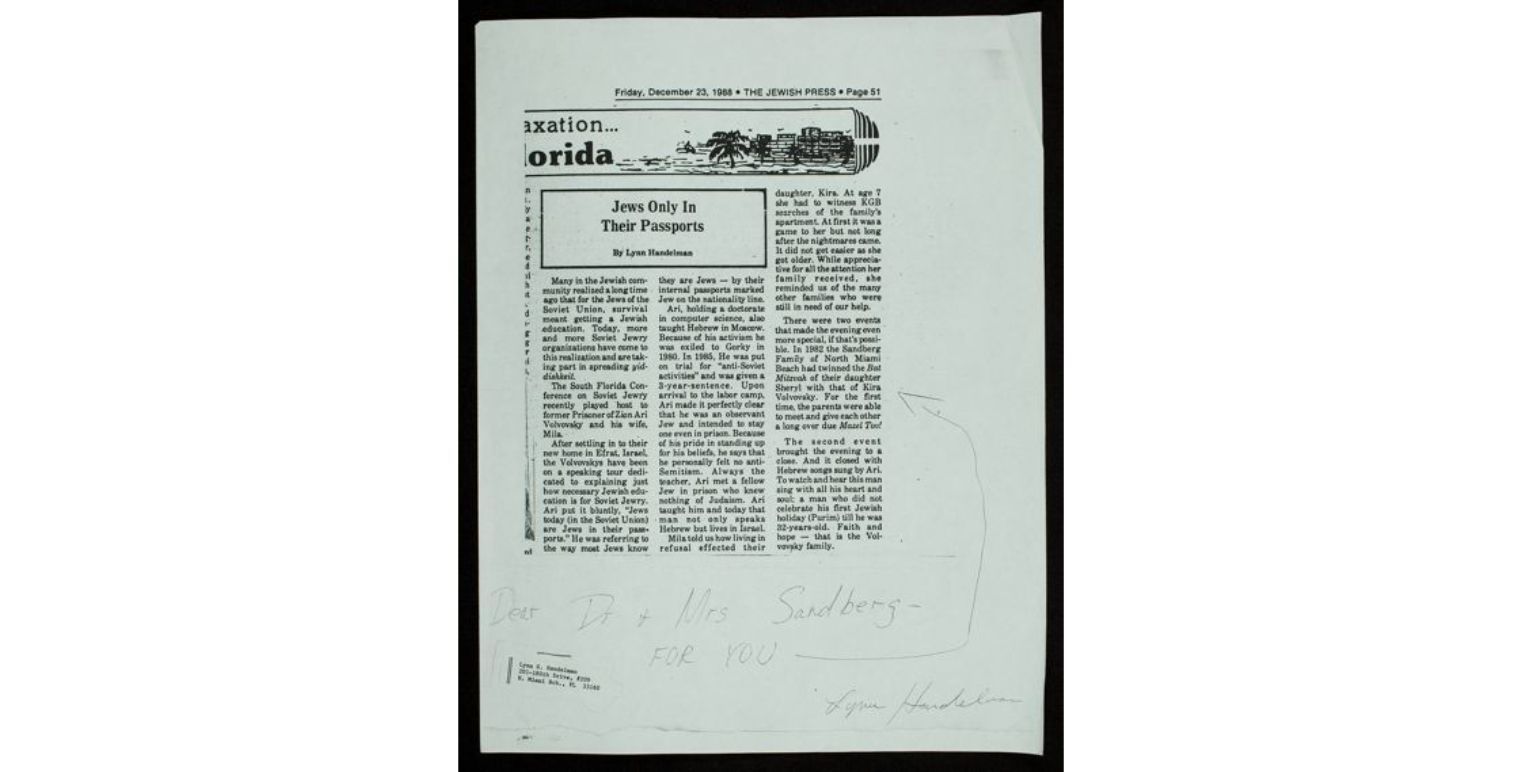 Friday, December 23, 1988 • THE JEWISH PRESS • Page 51
axation...
orida
Jews Only In
Their Passports
By Lynn Handelman
Many in the Jewish com-
munity realized a long time
ago that for the Jews of the
Soviet Union, survival
meant getting a Jewish
education. Today, more
and more Soviet Jewry
organizations have come to
this realization and are tak-
ing part in spreading yid-
dishkeit.
The South Florida Con-
ference on Soviet Jewry
recently played host to
former Prisoner of Zion Ari
Volvovsky and his wife,
Mila.
After settling in to their
new home in Efrat, Israel,
the Volvovskys have been
on a speaking tour dedi-
cated to explaining just
how necessary Jewish edu-
cation is for Soviet Jewry.
Ari put it bluntly, "Jews
today (in the Soviet Union)
are Jews in their pass-
ports." He was referring to
the way most Jews know
they are Jews — by their
internal passports marked
Jew on the nationality line.
Ari, holding a doctorate
in computer science, also
taught Hebrew in Moscow.
Because of his activism he
was exiled to Gorky in
1980. In 1985, He was put
on trial for "anti-Soviet
activities" and was given a
3-year-sentence. Upon
arrival to the labor camp,
Ari made it perfectly clear
that he was an observant
Jew and intended to stay
one even in prison. Because
of his pride in standing up
for his beliefs, he says that
he personally felt no anti-
Semitism. Always the
teacher, Ari met a fellow
Jew in prison who knew
nothing of Judaism. Ari
taught him and today that
man not only speaks
Hebrew but lives in Israel.
Mila told us how living in
refusal effected their
daughter, Kira. At age 7
she had to witness KGB
searches of the family's
apartment. At first it was a
game to her but not long
after the nightmares came.
It did not get easier as she
got older. While apprecia-
tive for all the attention her
family received, she
reminded us of the many
other families who were
still in need of our help.
There were two events
that made the evening even
more special, if that's possi-
ble. In 1982 the Sandberg
Family of North Miami
Beach had twinned the Bat
Mitzvah of their daughter
Sheryl with that of Kira
Volvovsky. For the first
time, the parents were able
to meet and give each other
a long over due Mazel Tov!
The second event
brought the evening to a
close. And it closed with
Hebrew songs sung by Ari.
To watch and hear this man
sing with all his heart and
soul: a man who did not
celebrate his first Jewish
holiday (Purim) till he was
32-years-old. Faith and
hope — that is the Vol-
vovsky family.
Dear Dr + Mrs Sandberg -
FOR YOU
Lynn Handelman
N. Miami Bch., FL
Lynn Handelman